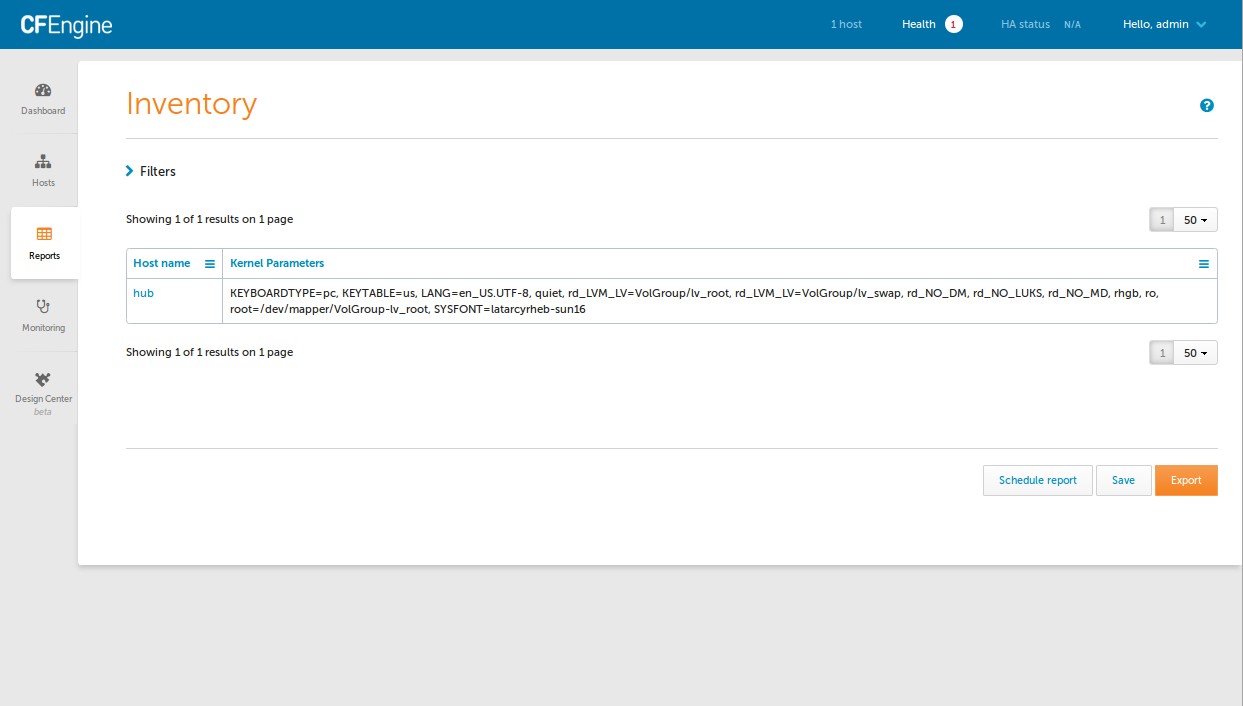 CFEngine
1 host
Health 1
HA status N/A
Hello, admin
Dashboard
Hosts
Reports
Monitoring
Design Center
beta
Inventory
?
Filters
Showing 1 of 1 results on 1 page
1 50
Host name Kernel Parameters
hub KEYBOARDTYPE=pc, KEYTABLE=us, LANG=en_US.UTF-8, quiet, rd_LVM_LV=VolGroup/lv_root, rd_LVM_LV=VolGroup/lv_swap, rd_NO_DM, rd_NO_LUKS, rd_NO_MD, rhgb, ro,
root=/dev/mapper/VolGroup-lv_root, SYSFONT=latarcyrheb-sun16
Showing 1 of 1 results on 1 page
1 50
Schedule report Save Export